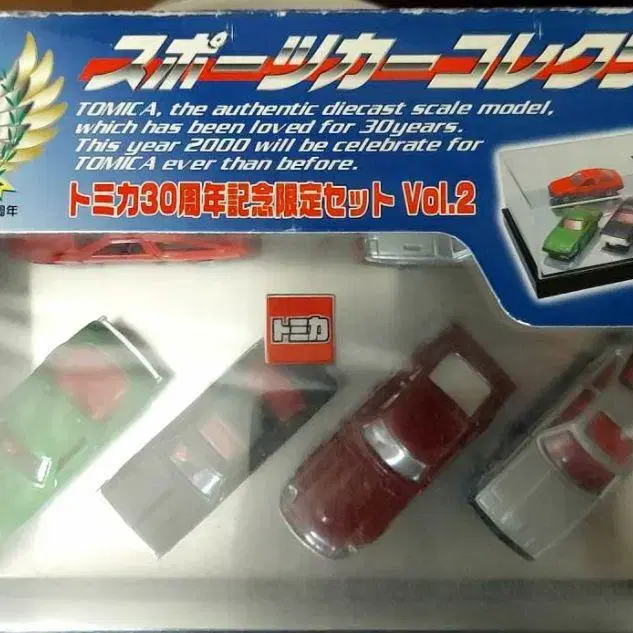 スポーツカーコレク
TOMICA, the authentic diecast scale model,
which has been loved for 30years.
This year 2000 will be celebrate for
TOMICA ever than before.
周年
トミカ30周年記念限定セット Vol.2
トミカ